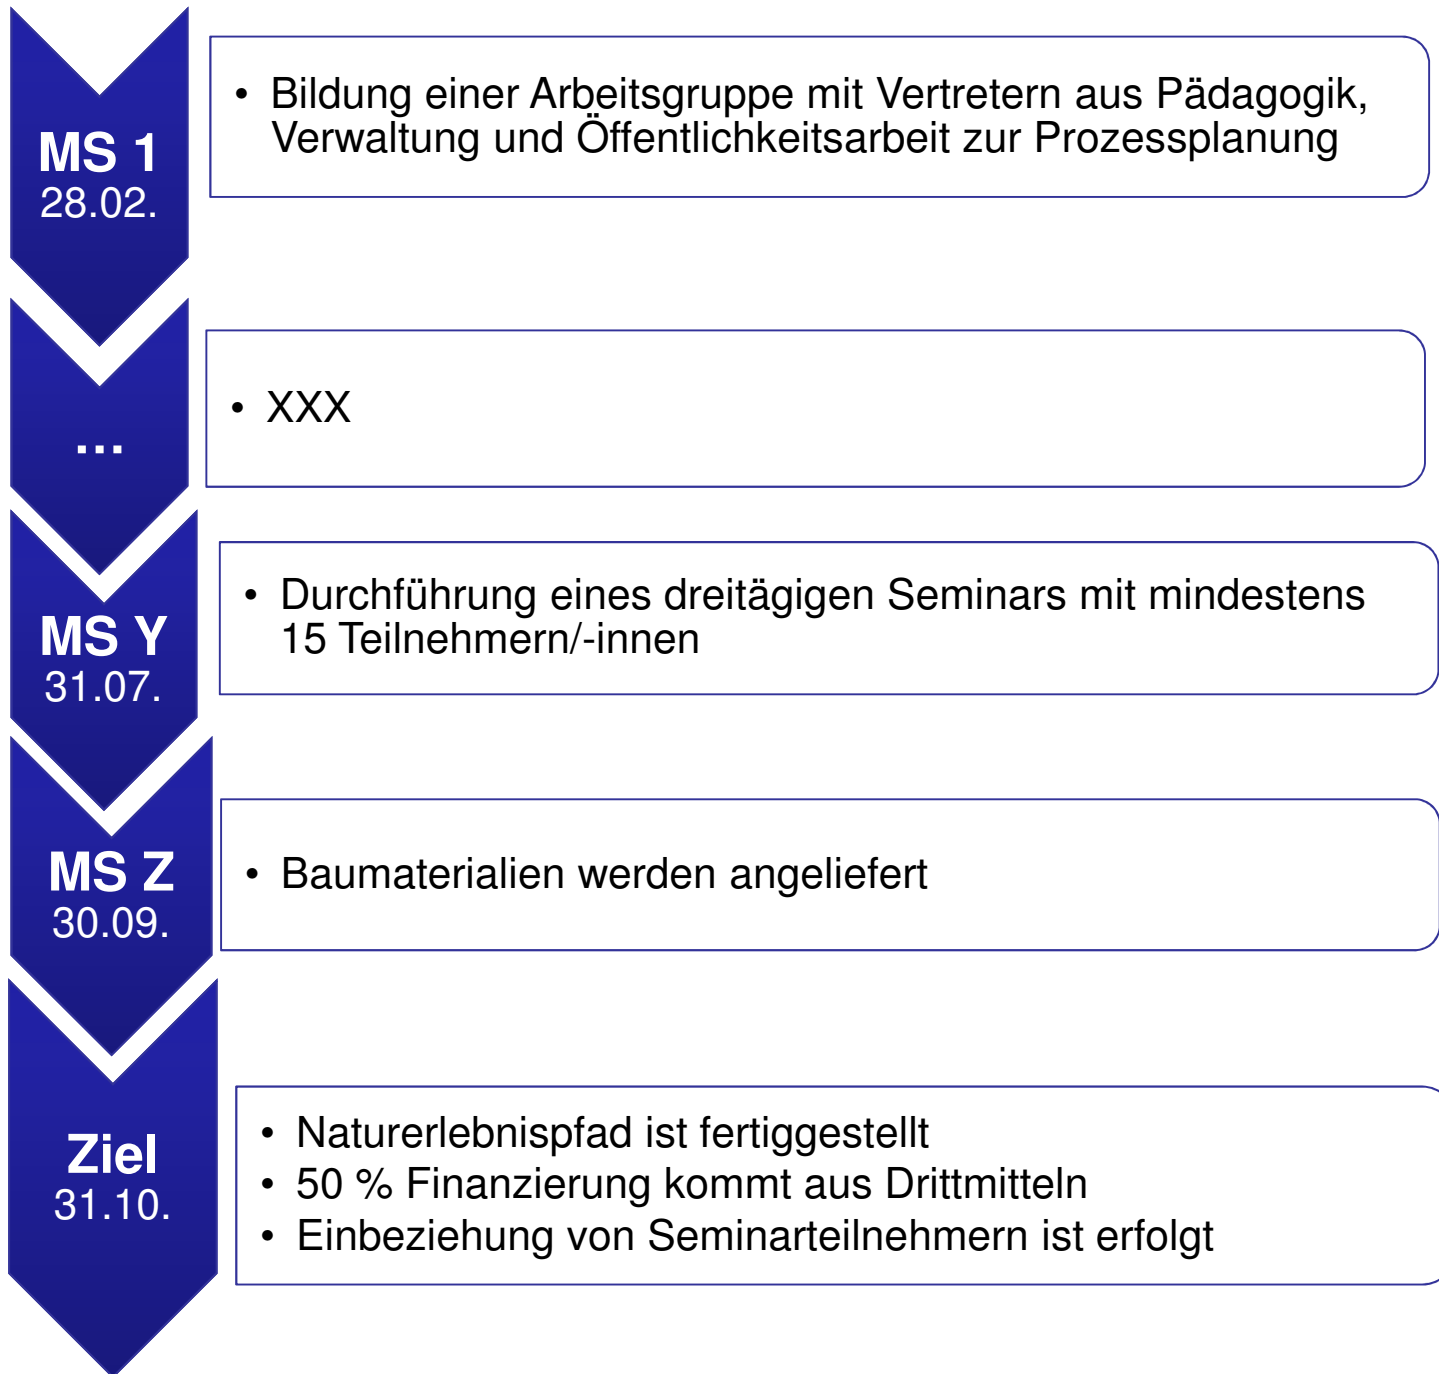 MS 1
28.02.
• Bildung einer Arbeitsgruppe mit Vertretern aus Pädagogik,
Verwaltung und Öffentlichkeitsarbeit zur Prozessplanung
...
• XXX
MS Y
31.07.
• Durchführung eines dreitägigen Seminars mit mindestens
15 Teilnehmern/-innen
MS Z
30.09.
• Baumaterialien werden angeliefert
Ziel
31.10.
• Naturerlebnispfad ist fertiggestellt
• 50 % Finanzierung kommt aus Drittmitteln
• Einbeziehung von Seminarteilnehmern ist erfolgt